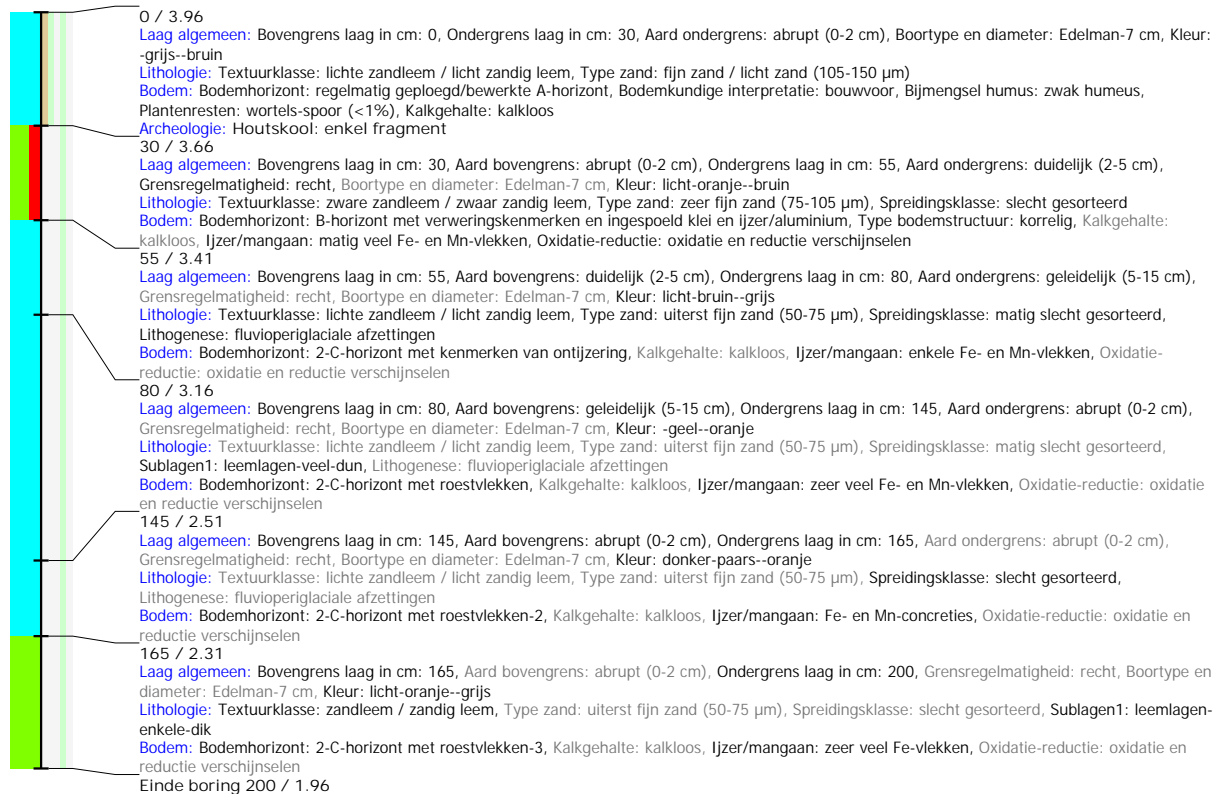 0 / 3.96
Laag algemeen: Bovengrens laag in cm: 0, Ondergrens laag in cm: 30, Aard ondergrens: abrupt (0-2 cm), Boortype en diameter: Edelman-7 cm, Kleur:
-grijs--bruin
Lithologie: Textuurklasse: lichte zandleem / licht zandig leem, Type zand: fijn zand / licht zand (105-150 µm)
Bodem: Bodemhorizont: regelmatig geploegd/bewerkte A-horizont, Bodemkundige interpretatie: bouwvoor, Bijmengsel humus: zwak humeus,
Plantenresten: wortels-spoor (<1%), Kalkgehalte: kalkloos
Archeologie: Houtskool: enkel fragment
30 / 3.66
Laag algemeen: Bovengrens laag in cm: 30, Aard bovengrens: abrupt (0-2 cm), Ondergrens laag in cm: 55, Aard ondergrens: duidelijk (2-5 cm),
Grensregelmatigheid: recht, Boortype en diameter: Edelman-7 cm, Kleur: licht-oranje--bruin
Lithologie: Textuurklasse: zware zandleem / zwaar zandig leem, Type zand: zeer fijn zand (75-105 µm), Spreidingsklasse: slecht gesorteerd
Bodem: Bodemhorizont: B-horizont met verweringskenmerken en ingespoeld klei en ijzer/aluminium, Type bodemstructuur: korrelig, Kalkgehalte:
kalkloos, Ijzer/mangaan: matig veel Fe- en Mn-vlekken, Oxidatie-reductie: oxidatie en reductie verschijnselen
55 / 3.41
Laag algemeen: Bovengrens laag in cm: 55, Aard bovengrens: duidelijk (2-5 cm), Ondergrens laag in cm: 80, Aard ondergrens: geleidelijk (5-15 cm),
Grensregelmatigheid: recht, Boortype en diameter: Edelman-7 cm, Kleur: licht-bruin--grijs
Lithologie: Textuurklasse: lichte zandleem / licht zandig leem, Type zand: uiterst fijn zand (50-75 µm), Spreidingsklasse: matig slecht gesorteerd,
Lithogenese: fluvioperiglaciale afzettingen
Bodem: Bodemhorizont: 2-C-horizont met kenmerken van ontijzering, Kalkgehalte: kalkloos, Ijzer/mangaan: enkele Fe- en Mn-vlekken, Oxidatie-
reductie: oxidatie en reductie verschijnselen
80 / 3.16
Laag algemeen: Bovengrens laag in cm: 80, Aard bovengrens: geleidelijk (5-15 cm), Ondergrens laag in cm: 145, Aard ondergrens: abrupt (0-2 cm),
Grensregelmatigheid: recht, Boortype en diameter: Edelman-7 cm, Kleur: -geel--oranje
Lithologie: Textuurklasse: lichte zandleem / licht zandig leem, Type zand: uiterst fijn zand (50-75 µm), Spreidingsklasse: matig slecht gesorteerd,
Sublagen1: leemlagen-veel-dun, Lithogenese: fluvioperiglaciale afzettingen
Bodem: Bodemhorizont: 2-C-horizont met roestvlekken, Kalkgehalte: kalkloos, Ijzer/mangaan: zeer veel Fe- en Mn-vlekken, Oxidatie-reductie: oxidatie
en reductie verschijnselen
145 / 2.51
Laag algemeen: Bovengrens laag in cm: 145, Aard bovengrens: abrupt (0-2 cm), Ondergrens laag in cm: 165, Aard ondergrens: abrupt (0-2 cm),
Grensregelmatigheid: recht, Boortype en diameter: Edelman-7 cm, Kleur: donker-paars--oranje
Lithologie: Textuurklasse: lichte zandleem / licht zandig leem, Type zand: uiterst fijn zand (50-75 µm), Spreidingsklasse: slecht gesorteerd,
Lithogenese: fluvioperiglaciale afzettingen
Bodem: Bodemhorizont: 2-C-horizont met roestvlekken-2, Kalkgehalte: kalkloos, Ijzer/mangaan: Fe- en Mn-concreties, Oxidatie-reductie: oxidatie en
reductie verschijnselen
165 / 2.31
Laag algemeen: Bovengrens laag in cm: 165, Aard bovengrens: abrupt (0-2 cm), Ondergrens laag in cm: 200, Grensregelmatigheid: recht, Boortype en
diameter: Edelman-7 cm, Kleur: licht-oranje--grijs
Lithologie: Textuurklasse: zandleem / zandig leem, Type zand: uiterst fijn zand (50-75 µm), Spreidingsklasse: slecht gesorteerd, Sublagen1: leemlagen-
enkele-dik
Bodem: Bodemhorizont: 2-C-horizont met roestvlekken-3, Kalkgehalte: kalkloos, Ijzer/mangaan: zeer veel Fe-vlekken, Oxidatie-reductie: oxidatie en
reductie verschijnselen
Einde boring 200 / 1.96